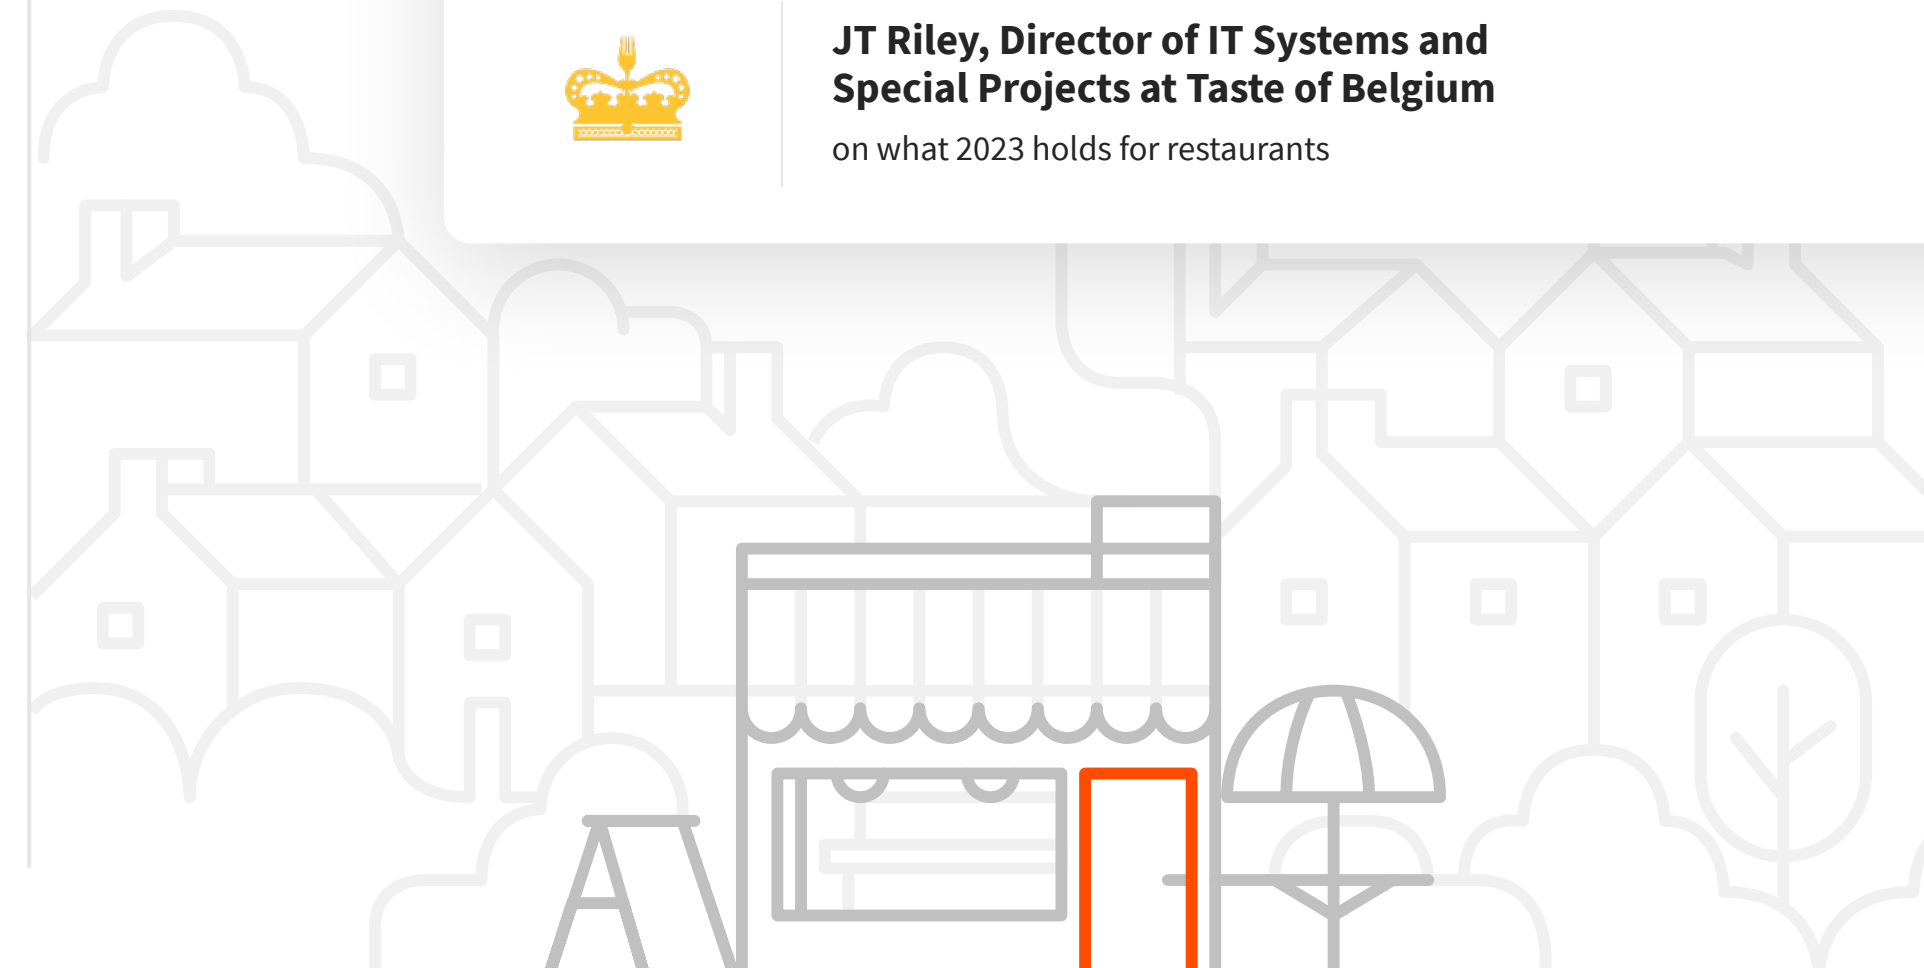 JT Riley, Director of IT Systems and
Special Projects at Taste of Belgium
on what 2023 holds for restaurants